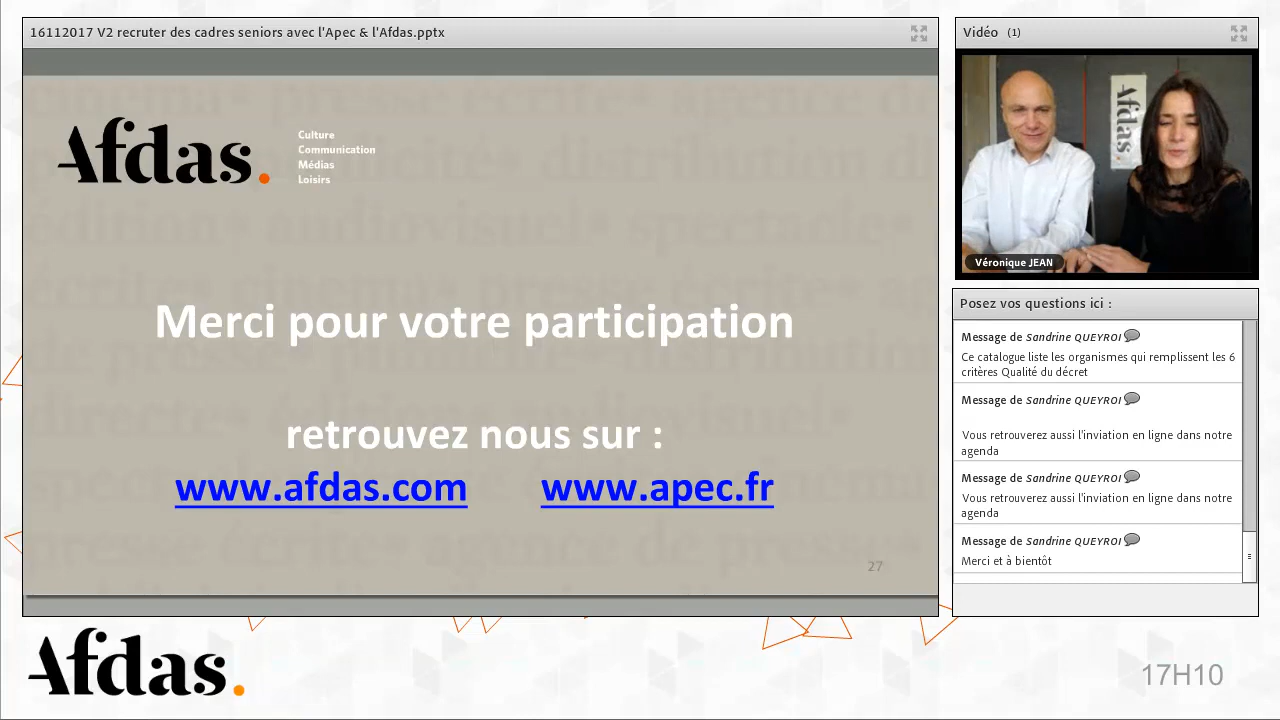 16112017 V2 recruter des cadres seniors avec l'Apec & l'Afdas.pptx
Afdas.
Culture
Communication
Médias
Loisirs
Merci pour votre participation
retrouvez nous sur :
www.afdas.com www.apec.fr
27
Vidéo (1)
Afdas.
Véronique JEAN
Posez vos questions ici :
Message de Sandrine QUEYROI
Ce catalogue liste les organismes qui remplissent les 6
critères Qualité du décret
Message de Sandrine QUEYROI
Vous retrouverez aussi l'inviation en ligne dans notre
agenda
Message de Sandrine QUEYROI
Vous retrouverez aussi l'inviation en ligne dans notre
agenda
Message de Sandrine QUEYROI
Merci et à bientôt
Afdas.
17H10